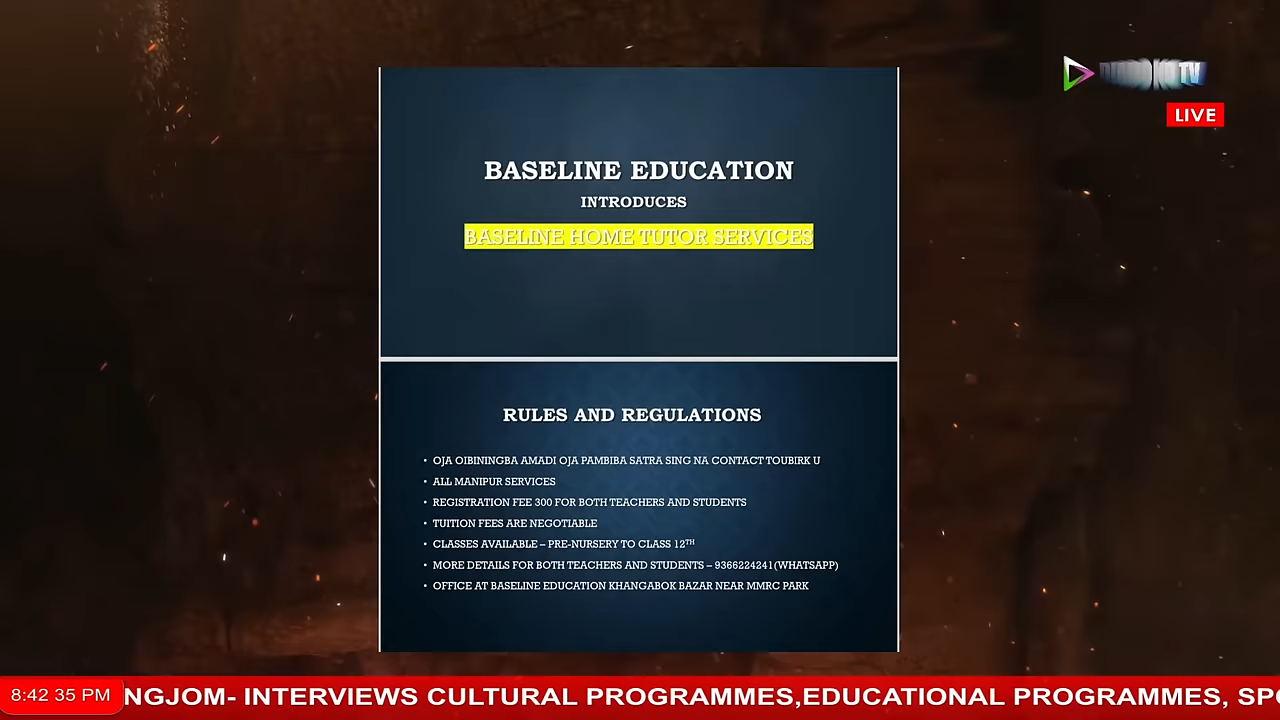 TV
LIVE
BASELINE EDUCATION
INTRODUCES
BASELINE HOME TUTOR SERVICES
RULES AND REGULATIONS
• OJA OIBININGBA AMADI OJA PAMBIBA SATRA SING NA CONTACT TOUBIRK U
• ALL MANIPUR SERVICES
• REGISTRATION FEE 300 FOR BOTH TEACHERS AND STUDENTS
• TUITION FEES ARE NEGOTIABLE
• CLASSES AVAILABLE – PRE-NURSERY TO CLASS 12TH
• MORE DETAILS FOR BOTH TEACHERS AND STUDENTS – 9366224241(WHATSAPP)
• OFFICE AT BASELINE EDUCATION KHANGABOK BAZAR NEAR MMRC PARK
8:42 35 PM NGJOM- INTERVIEWS CULTURAL PROGRAMMES,EDUCATIONAL PROGRAMMES, SP